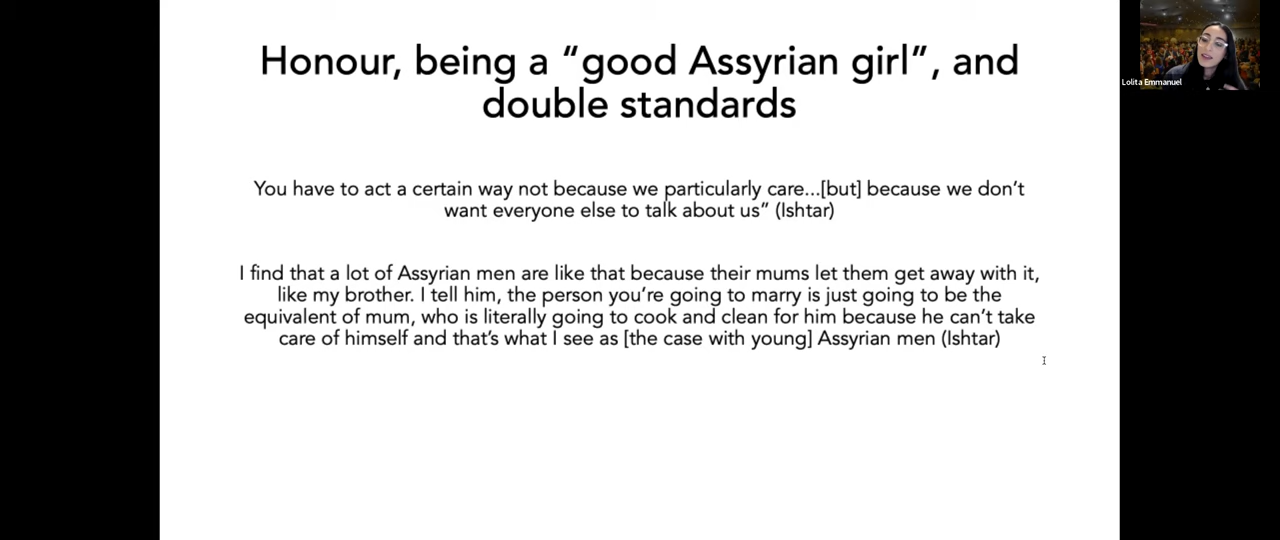 Honour, being a “good Assyrian girl”, and
double standards
Lolita Emmanuel
You have to act a certain way not because we particularly care...[but] because we don’t
want everyone else to talk about us” (Ishtar)
I find that a lot of Assyrian men are like that because their mums let them get away with it,
like my brother. I tell him, the person you’re going to marry is just going to be the
equivalent of mum, who is literally going to cook and clean for him because he can’t take
care of himself and that’s what I see as [the case with young] Assyrian men (Ishtar)